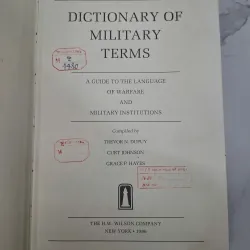 DICTIONARY OF
MILITARY
TERMS
A GUIDE TO THE LANGUAGE
OF WARFARE
AND
MILITARY INSTITUTIONS
Compiled by
TREVOR N. DUPUY
CURT JOHNSON
GRACE P. HAYES
THE H.W. WILSON COMPANY
NEW YORK • 1986